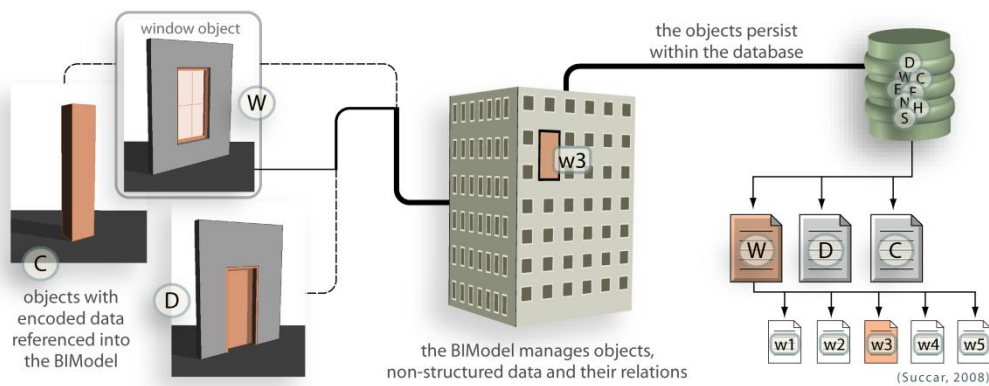 window object
W
C
objects with
encoded data
referenced into
the BIModel
D
w3
the BIModel manages objects,
non-structured data and their relations
the objects persist
within the database
D
W C
E F
N H
S
W D C
w1 w2 w3 w4 w5
(Succar, 2008)